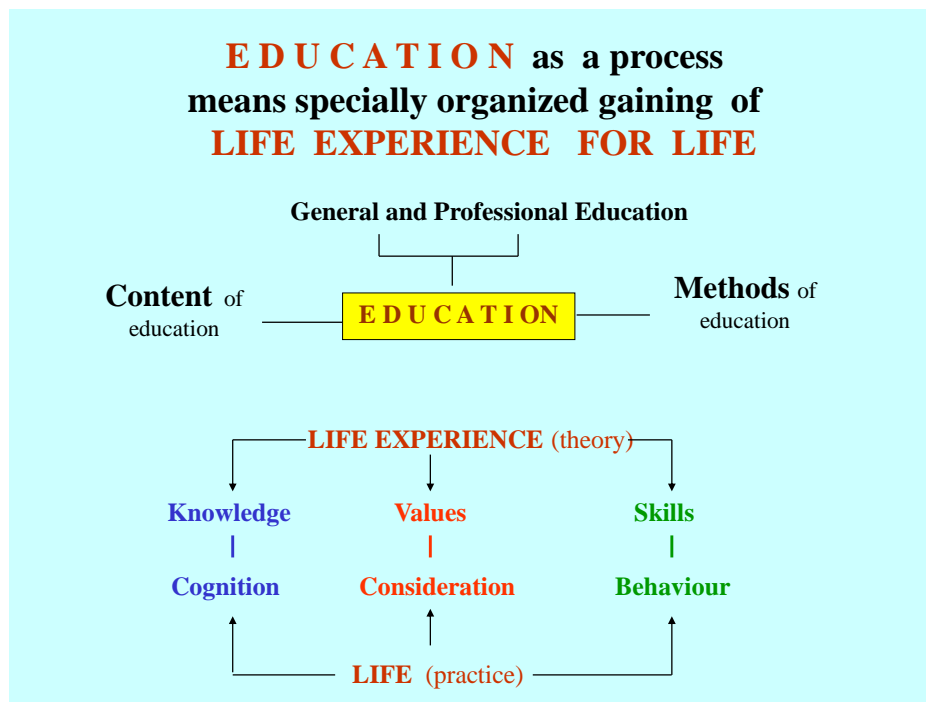 E D U C A T I O N as a process
means specially organized gaining of
LIFE EXPERIENCE FOR LIFE
General and Professional Education
Content of
education
E D U C A T I ON
Methods of
education
LIFE EXPERIENCE (theory)
Knowledge Values Skills
Cognition Consideration Behaviour
LIFE (practice)